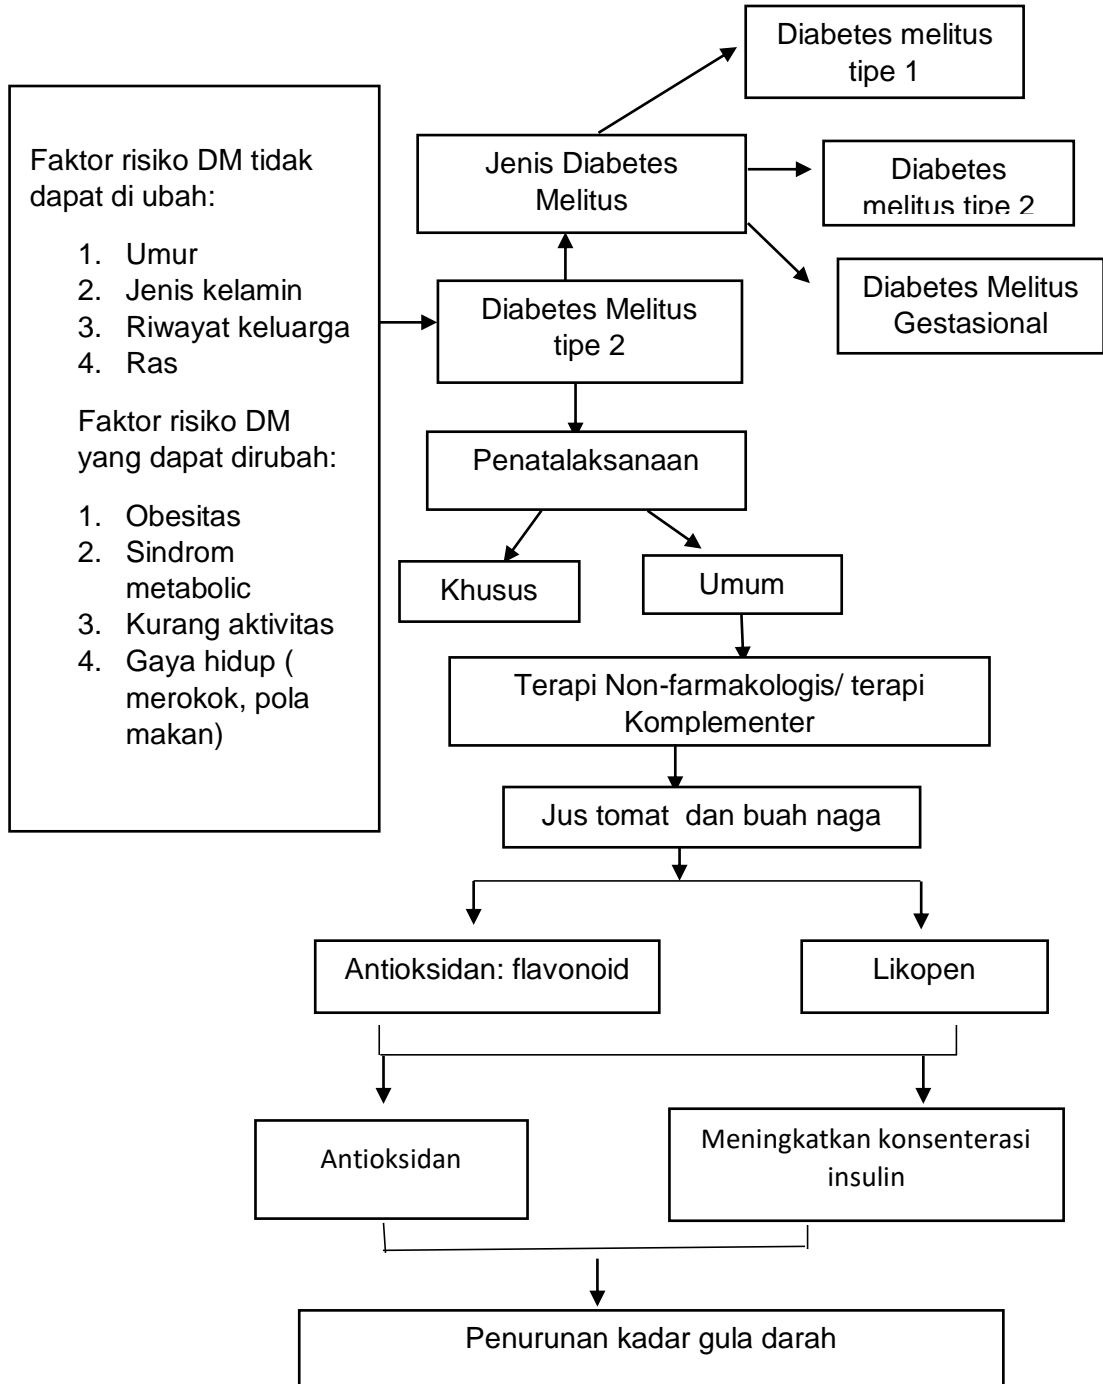 Diabetes melitus
tipe 1
Faktor risiko DM tidak
dapat di ubah:
1. Umur
2. Jenis kelamin
3. Riwayat keluarga
4. Ras
Faktor risiko DM
yang dapat dirubah:
1. Obesitas
2. Sindrom
metabolic
3. Kurang aktivitas
4. Gaya hidup (
merokok, pola
makan)
Jenis Diabetes
Melitus
Diabetes
melitus tipe 2
Diabetes Melitus
Gestasional
Diabetes Melitus
tipe 2
Penatalaksanaan
Khusus
Umum
Terapi Non-farmakologis/ terapi
Komplementer
Jus tomat dan buah naga
Antioksidan: flavonoid
Likopen
Antioksidan
Meningkatkan konsenterasi
insulin
Penurunan kadar gula darah